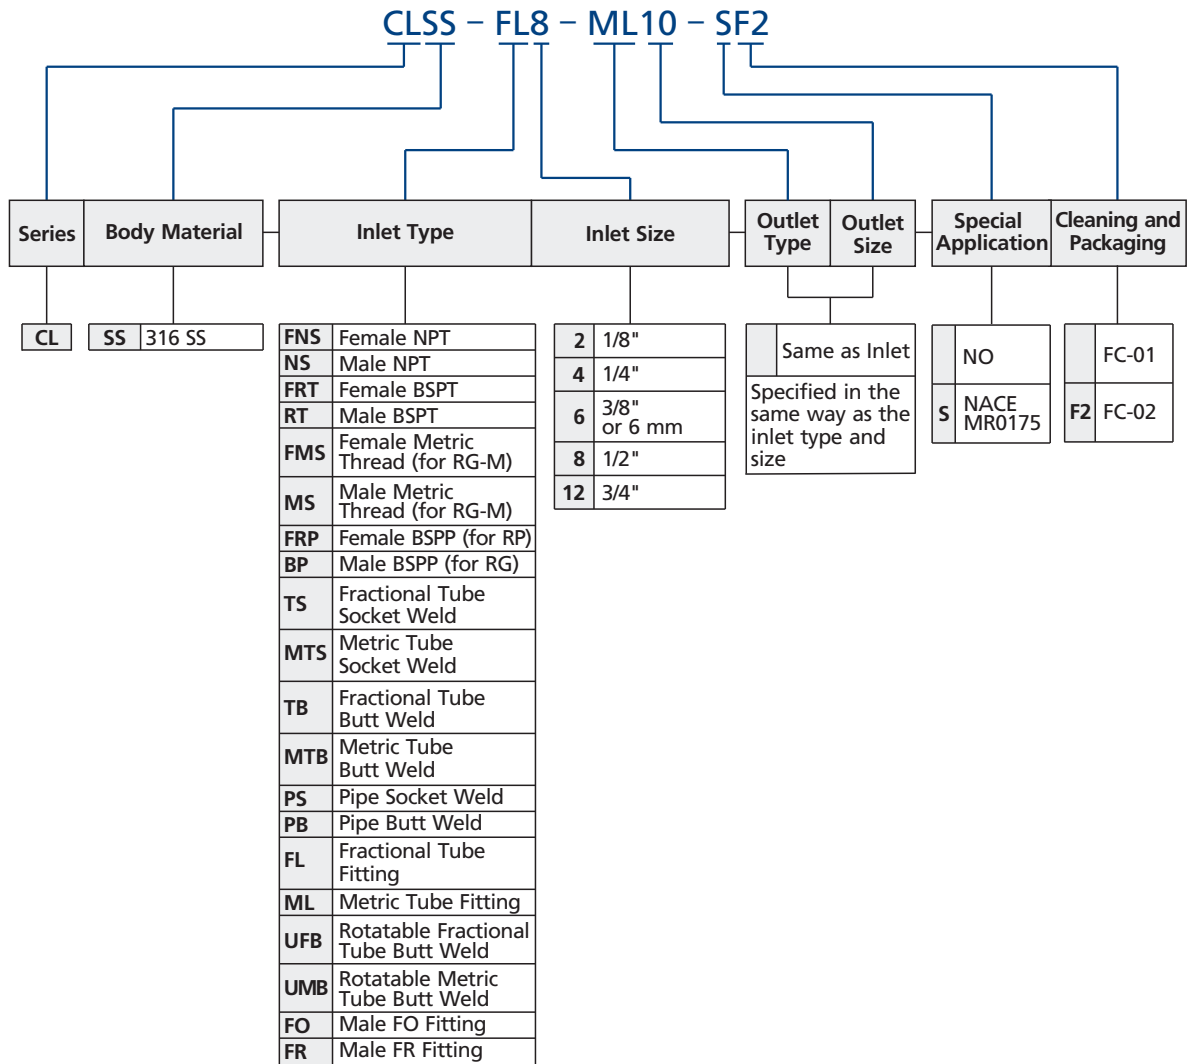 CLSS – FL8 – ML10 – SF2
Series
Body Material
Inlet Type
Inlet Size
Outlet
Type
Outlet
Size
Special
Application
Cleaning and
Packaging
CL
SS 316 SS
FNS Female NPT
NS Male NPT
FRT Female BSPT
RT Male BSPT
FMS Female Metric
Thread (for RG-M)
MS Male Metric
Thread (for RG-M)
FRP Female BSPP (for RP)
BP Male BSPP (for RG)
TS Fractional Tube
Socket Weld
MTS Metric Tube
Socket Weld
TB Fractional Tube
Butt Weld
MTB Metric Tube
Butt Weld
PS Pipe Socket Weld
PB Pipe Butt Weld
FL Fractional Tube
Fitting
ML Metric Tube Fitting
UFB Rotatable Fractional
Tube Butt Weld
UMB Rotatable Metric
Tube Butt Weld
FO Male FO Fitting
FR Male FR Fitting
2 1/8"
4 1/4"
6 3/8"
or 6 mm
8 1/2"
12 3/4"
Same as Inlet
Specified in the
same way as the
inlet type and
size
NO
S NACE
MR0175
FC-01
F2 FC-02